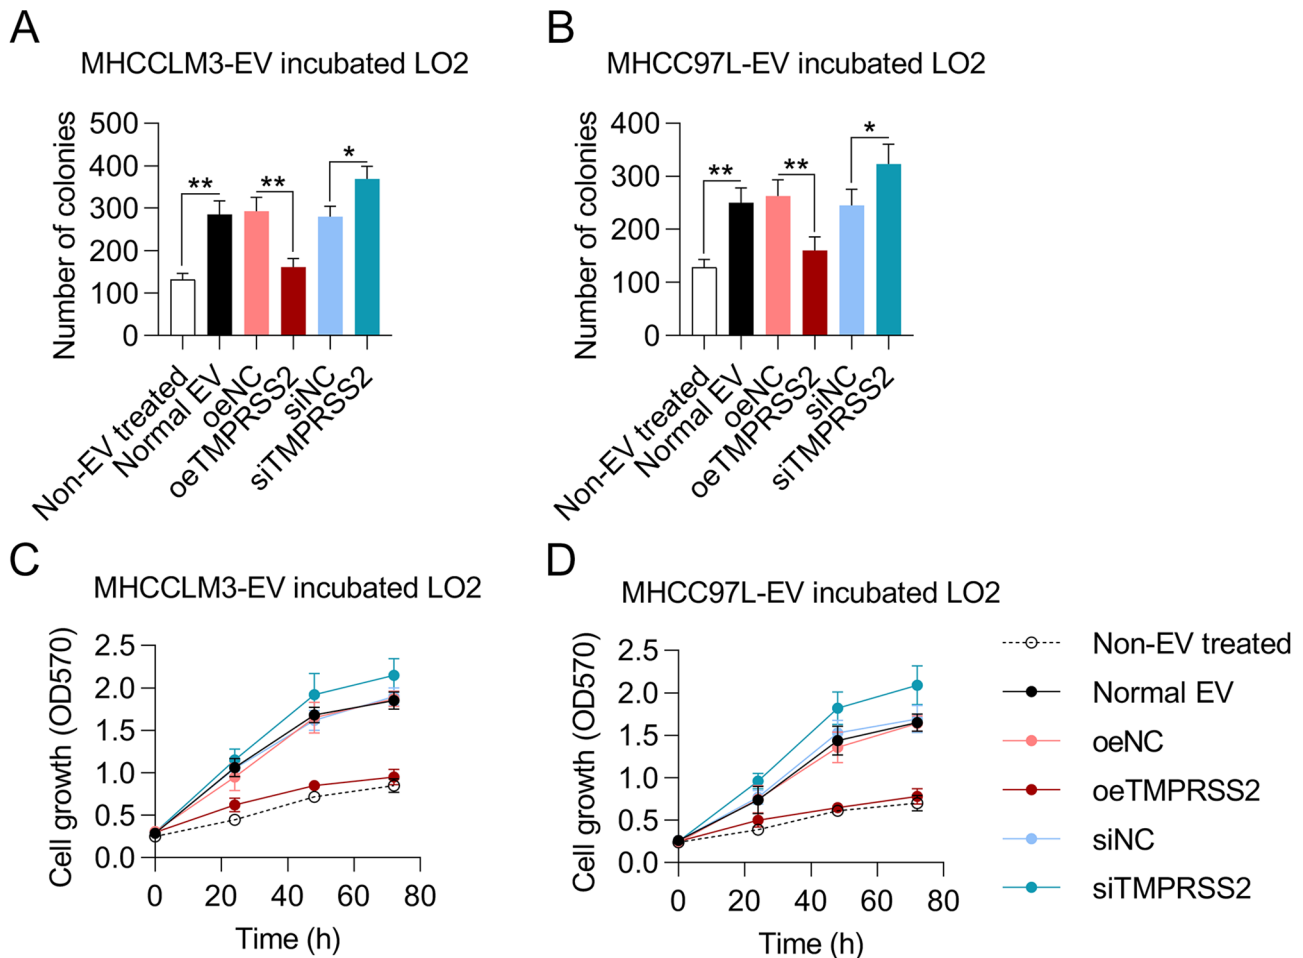 A
MHCCLM3-EV incubated LO2
Number of colonies
500
400
300
200
100
0
**
**
*
Non-EV treated
Normal EV
oeNC
oeTMPRSS2
siNC
siTMPRSS2
B
MHCC97L-EV incubated LO2
Number of colonies
400
300
200
100
0
**
**
*
Non-EV treated
Normal EV
oeNC
oeTMPRSS2
siNC
siTMPRSS2
C
MHCCLM3-EV incubated LO2
Cell growth (OD570)
2.5
2.0
1.5
1.0
0.5
0.0
0 20 40 60 80
Time (h)
D
MHCC97L-EV incubated LO2
Cell growth (OD570)
2.5
2.0
1.5
1.0
0.5
0.0
0 20 40 60 80
Time (h)
Non-EV treated
Normal EV
oeNC
oeTMPRSS2
siNC
siTMPRSS2